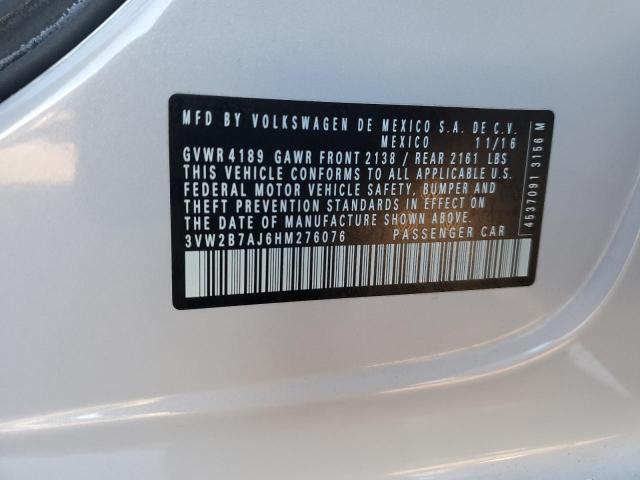 MFD BY VOLKSWAGEN DE MEXICO S.A. DE C.V.
MEXICO 11/16
GVWR 4189 GAWR FRONT 2138 / REAR 2161 LBS
THIS VEHICLE CONFORMS TO ALL APPLICABLE U.S.
FEDERAL MOTOR VEHICLE SAFETY, BUMPER AND
THEFT PREVENTION STANDARDS IN EFFECT ON
THE DATE OF MANUFACTURE SHOWN ABOVE.
3VW2B7AJ6HM276076 PASSENGER CAR
4537091 3156 M